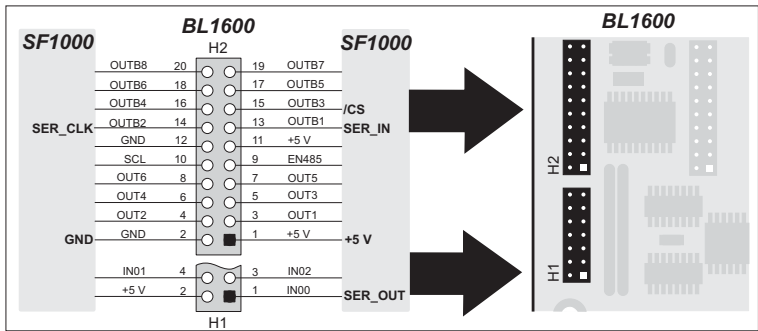 BL1600
BL1600
SF1000
H2
SF1000
OUTB8 20 19 OUTB7
OUTB6 18 17 OUTB5
OUTB4 16 15 OUTB3 /CS
SER_CLK OUTB2 14 13 OUTB1 SER_IN
GND 12 11 +5 V
SCL 10 9 EN485
OUT6 8 7 OUT5
OUT4 6 5 OUT3
OUT2 4 3 OUT1
GND GND 2 1 +5 V +5 V
IN01 4 3 IN02
+5 V 2 1 IN00 SER_OUT
H1
H2
H1